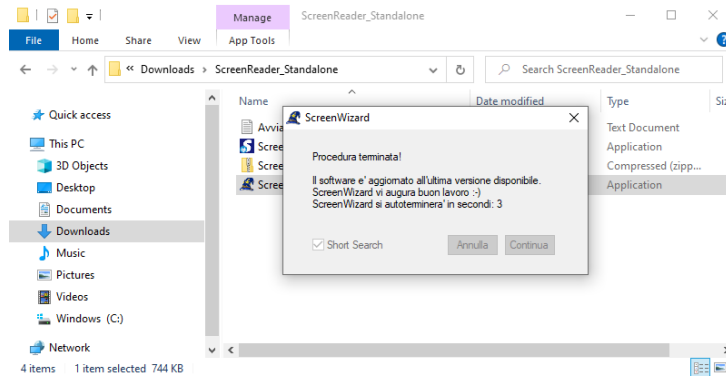 Manage
ScreenReader_Standalone
File
Home
Share
View
App Tools
« Downloads › ScreenReader_Standalone
Search ScreenReader_Standalone
Quick access
This PC
3D Objects
Desktop
Documents
Downloads
Music
Pictures
Videos
Windows (C:)
Network
Name
Date modified
Type
Avvia
Text Document
Scree
Application
Scree
Compressed (zipp...
Scree
Application
ScreenWizard
Procedura terminata!
Il software e' aggiornato all'ultima versione disponibile.
ScreenWizard vi augura buon lavoro :-)
ScreenWizard si autoterminera' in secondi: 3
Short Search
Annulla
Continua
4 items
1 item selected 744 KB